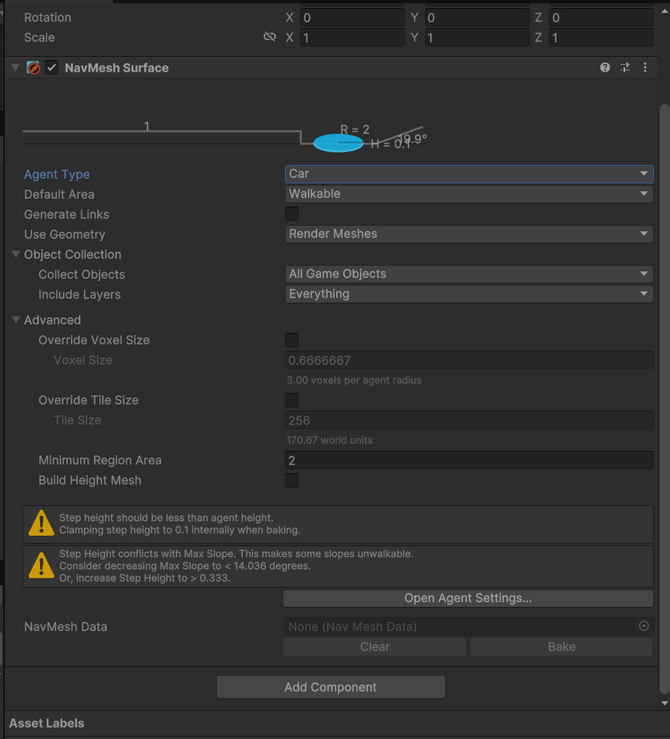 Rotation X 0 Y 0 Z 0
Scale X 1 Y 1 Z 1
NavMesh Surface
1
R = 2
H = 0.1
19.9°
Agent Type Car
Default Area Walkable
Generate Links
Use Geometry Render Meshes
Object Collection
Collect Objects All Game Objects
Include Layers Everything
Advanced
Override Voxel Size
Voxel Size 0.6666667
3.00 voxels per agent radius
Override Tile Size
Tile Size 256
170.67 world units
Minimum Region Area 2
Build Height Mesh
Step height should be less than agent height.
Clamping step height to 0.1 internally when baking.
Step Height conflicts with Max Slope. This makes some slopes unwalkable.
Consider decreasing Max Slope to < 14.036 degrees.
Or, increase Step Height to > 0.333.
Open Agent Settings...
NavMesh Data None (Nav Mesh Data)
Clear Bake
Add Component
Asset Labels